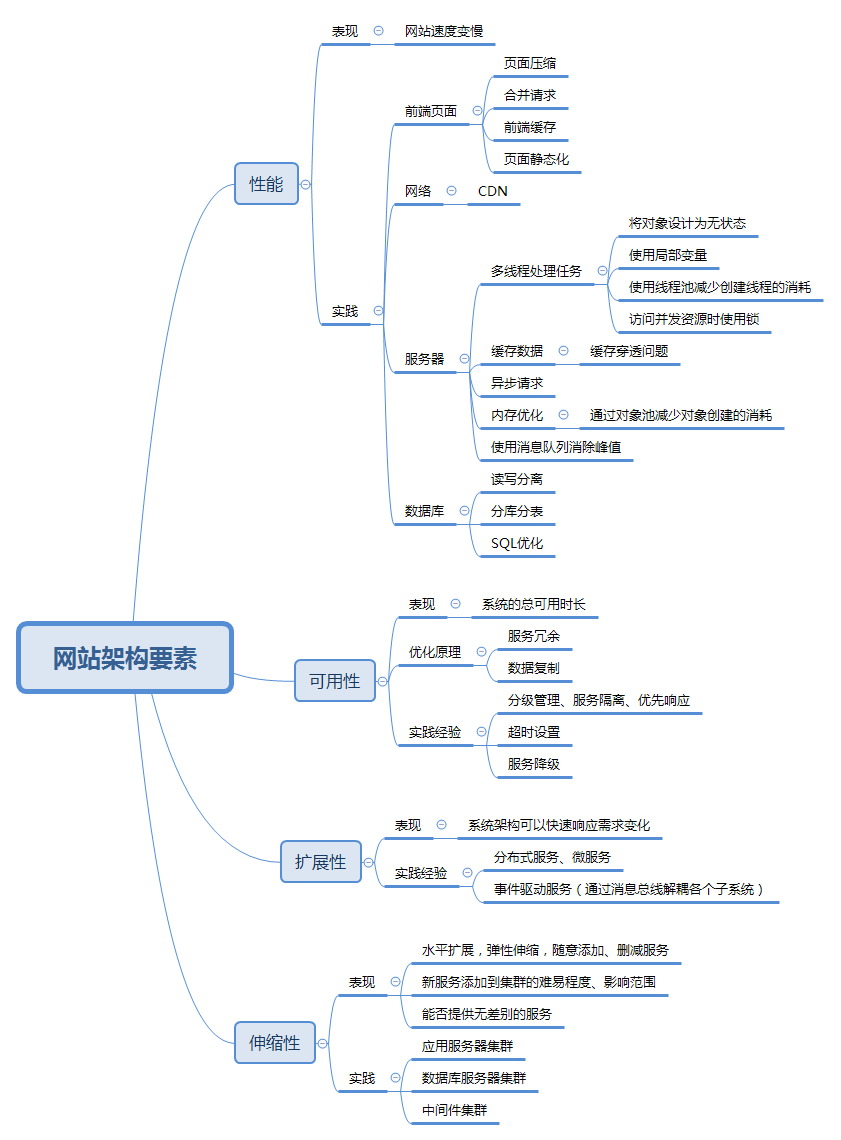 网站架构要素
性能
表现
网站速度变慢
实践
前端页面
页面压缩
合并请求
前端缓存
页面静态化
网络
CDN
服务器
多线程处理任务
将对象设计为无状态
使用局部变量
使用线程池减少创建线程的消耗
访问并发资源时使用锁
缓存数据
缓存穿透问题
异步请求
内存优化
通过对象池减少对象创建的消耗
使用消息队列消除峰值
数据库
读写分离
分库分表
SQL优化
可用性
表现
系统的总可用时长
优化原理
服务冗余
数据复制
实践经验
分级管理、服务隔离、优先响应
超时设置
服务降级
扩展性
表现
系统架构可以快速响应需求变化
实践经验
分布式服务、微服务
事件驱动服务（通过消息总线解耦各个子系统）
伸缩性
表现
水平扩展，弹性伸缩，随意添加、删减服务
新服务添加到集群的难易程度、影响范围
能否提供无差别的服务
实践
应用服务器集群
数据库服务器集群
中间件集群